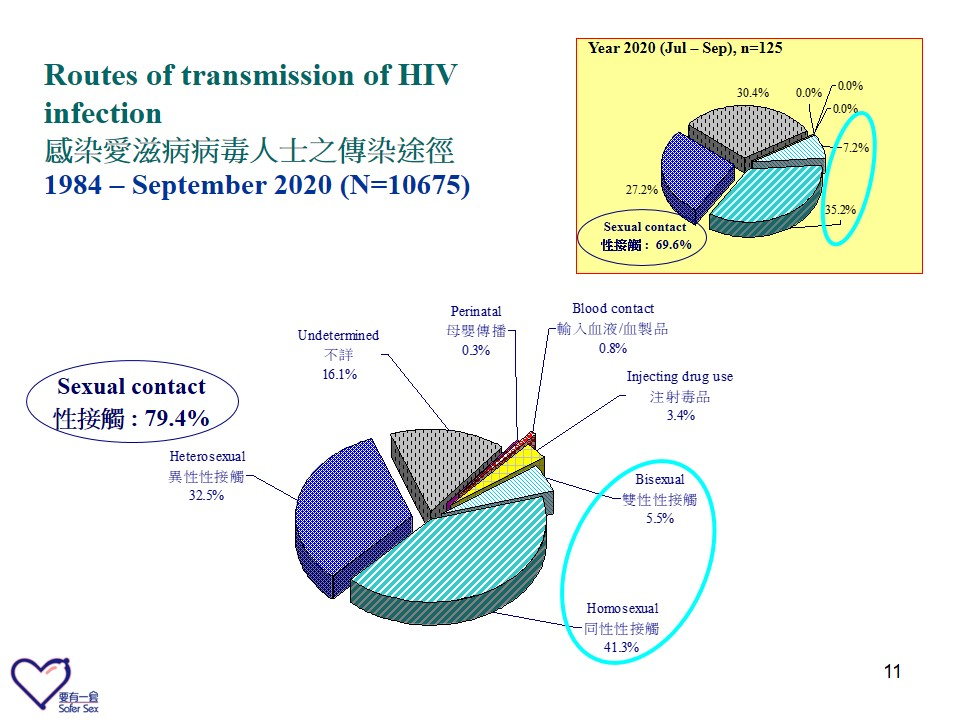 Routes of transmission of HIV
infection
感染愛滋病病毒人士之傳染途徑
1984 – September 2020 (N=10675)
Year 2020 (Jul – Sep), n=125
30.4%
0.0%
0.0%
0.0%
7.2%
35.2%
27.2%
Sexual contact
性接觸 : 69.6%
Sexual contact
性接觸 : 79.4%
Undetermined
不詳
16.1%
Perinatal
母嬰傳播
0.3%
Blood contact
輸入血液/血製品
0.8%
Injecting drug use
注射毒品
3.4%
Heterosexual
異性性接觸
32.5%
Bisexual
雙性性接觸
5.5%
Homosexual
同性性接觸
41.3%
要有一套
Safer Sex
11